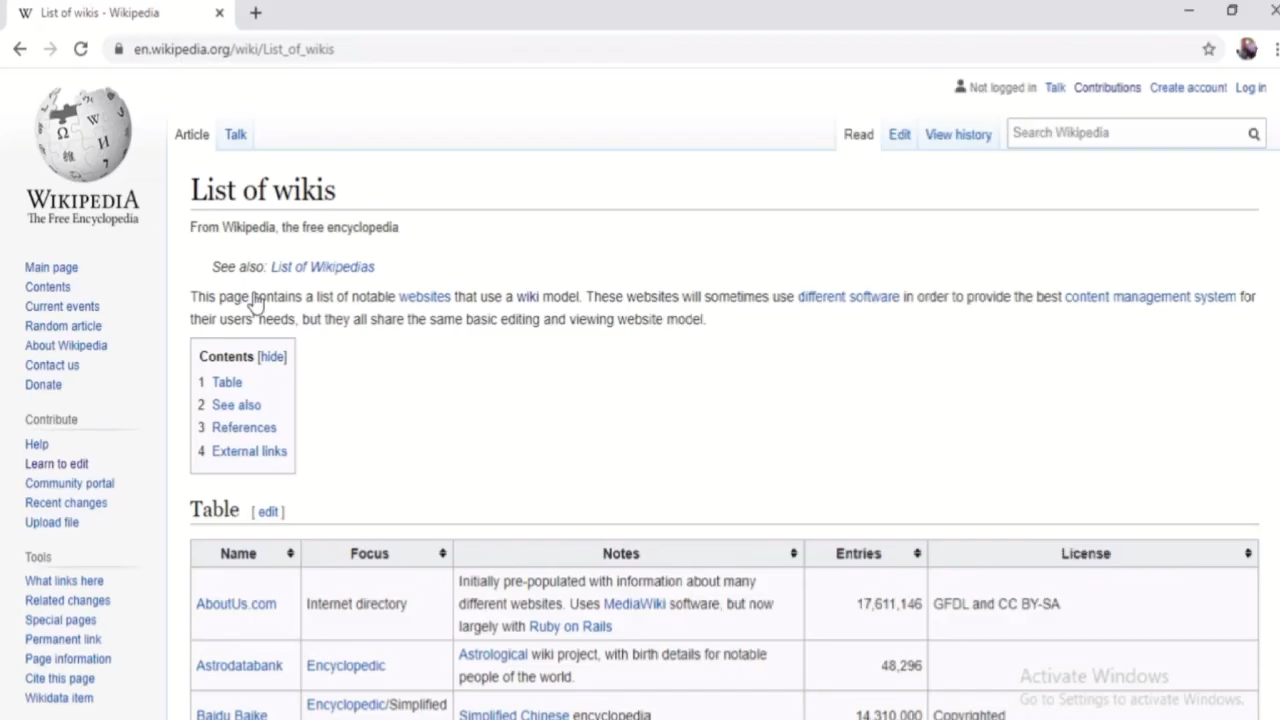 List of wikis - Wikipedia
en.wikipedia.org/wiki/List_of_wikis
Not logged in Talk Contributions Create account Log in
WIKIPEDIA
The Free Encyclopedia
Article Talk
Read Edit View history Search Wikipedia
Main page
Contents
Current events
Random article
About Wikipedia
Contact us
Donate
Contribute
Help
Learn to edit
Community portal
Recent changes
Upload file
Tools
What links here
Related changes
Special pages
Permanent link
Page information
Cite this page
Wikidata item
List of wikis
From Wikipedia, the free encyclopedia
See also: List of Wikipedias
This page contains a list of notable websites that use a wiki model. These websites will sometimes use different software in order to provide the best content management system for
their users' needs, but they all share the same basic editing and viewing website model.
Contents [hide]
1 Table
2 See also
3 References
4 External links
Table [ edit ]
Name Focus Notes Entries License
AboutUs.com Internet directory Initially pre-populated with information about many
different websites. Uses MediaWiki software, but now
largely with Ruby on Rails 17,611,146 GFDL and CC BY-SA
Astrodatabank Encyclopedic Astrological wiki project, with birth details for notable
people of the world. 48,296
Baidu Baike Encyclopedic/Simplified Simplified Chinese encyclopedia 14,310,000 Copyrighted
Activate Windows
Go to Settings to activate Windows.